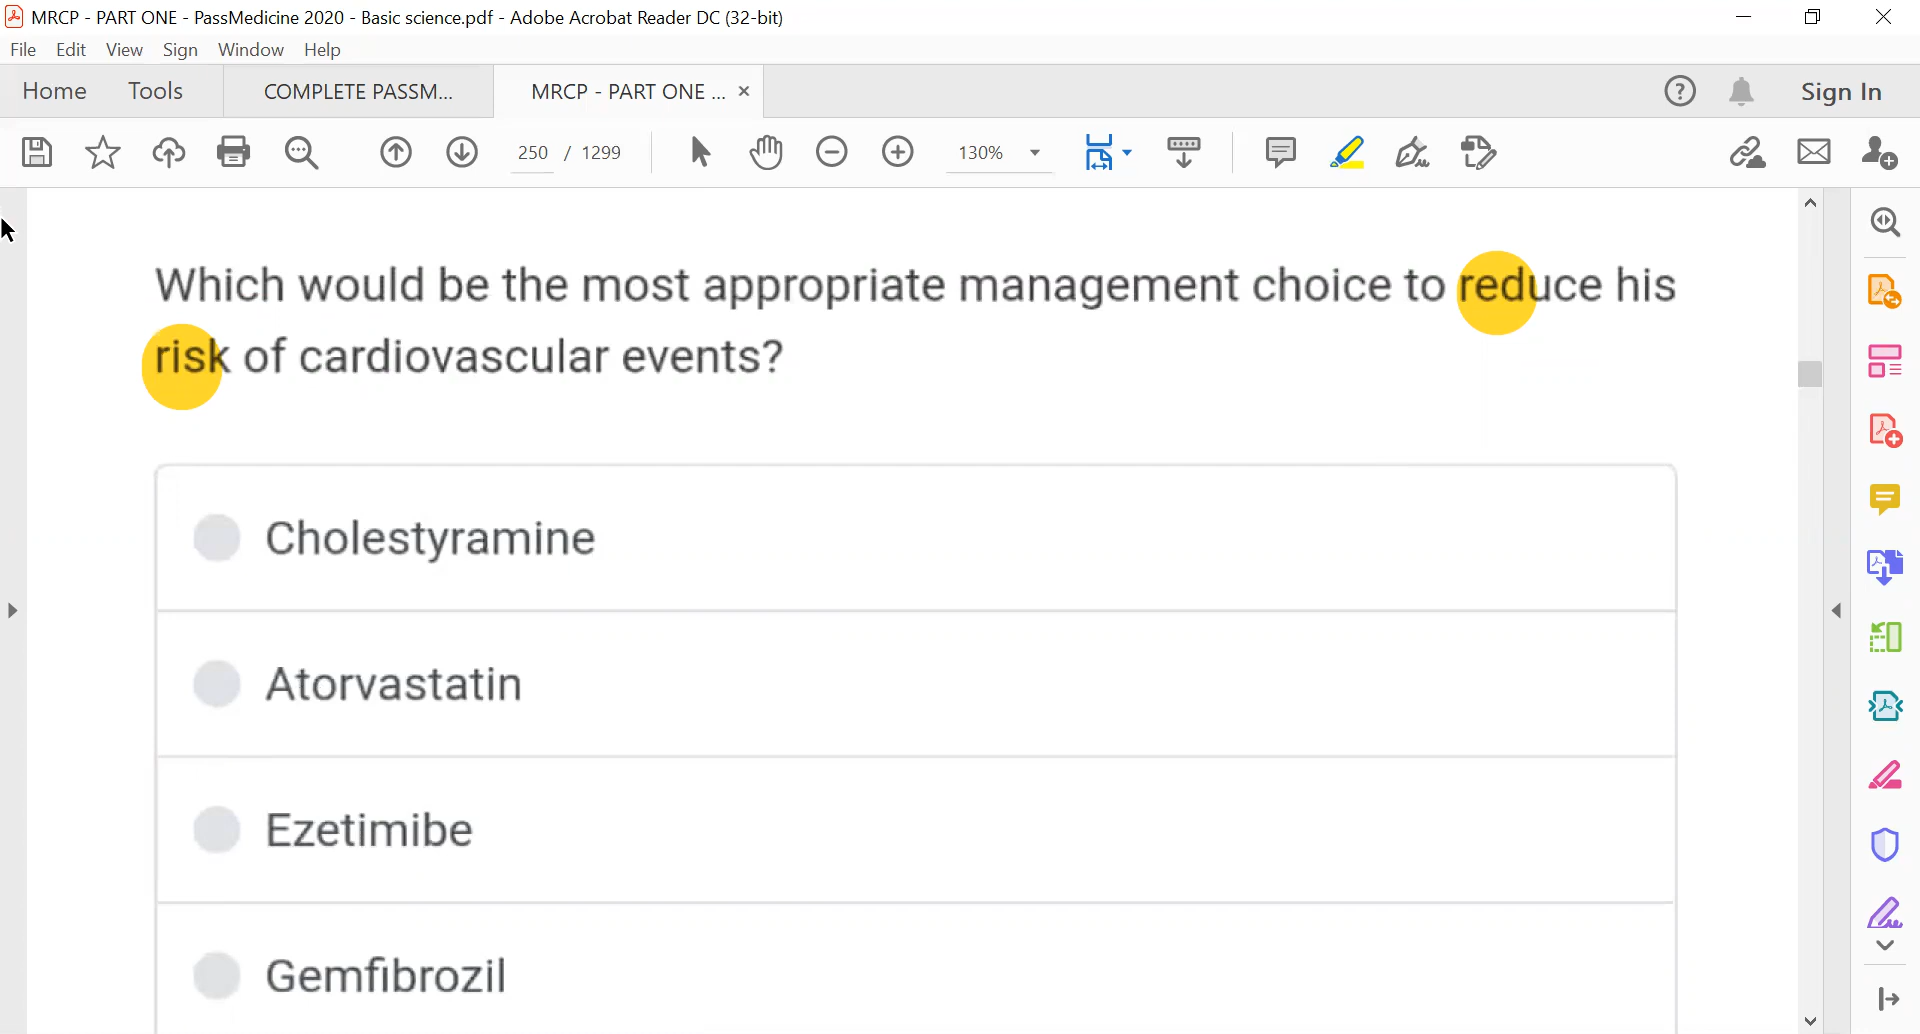 MRCP - PART ONE - PassMedicine 2020 - Basic science.pdf - Adobe Acrobat Reader DC (32-bit)
File Edit View Sign Window Help
Home Tools COMPLETE PASSM... MRCP - PART ONE ... × Sign In
250 / 1299 130%
Which would be the most appropriate management choice to reduce his
risk of cardiovascular events?
Cholestyramine
Atorvastatin
Ezetimibe
Gemfibrozil